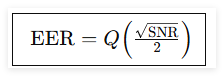 EER = Q(√SNR / 2)